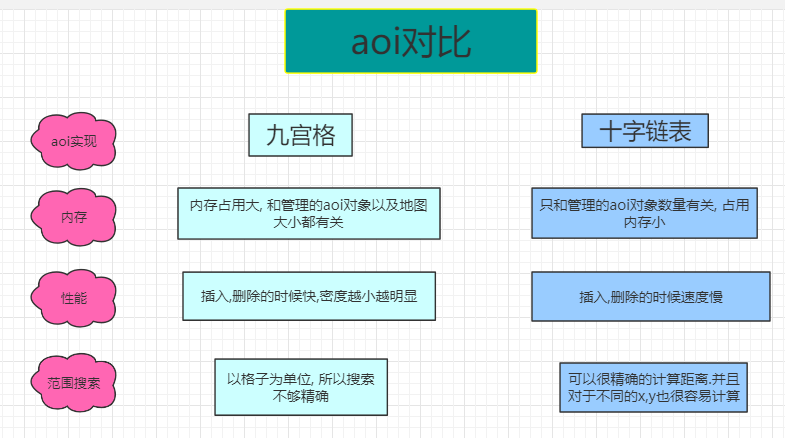 aoi对比
aoi实现
九宫格
十字链表
内存
内存占用大, 和管理的aoi对象以及地图
大小都有关
只和管理的aoi对象数量有关, 占用
内存小
性能
插入,删除的时候快,密度越小越明显
插入,删除的时候速度慢
范围搜索
以格子为单位, 所以搜索
不够精确
可以很精确的计算距离.并且
对于不同的x,y也很容易计算